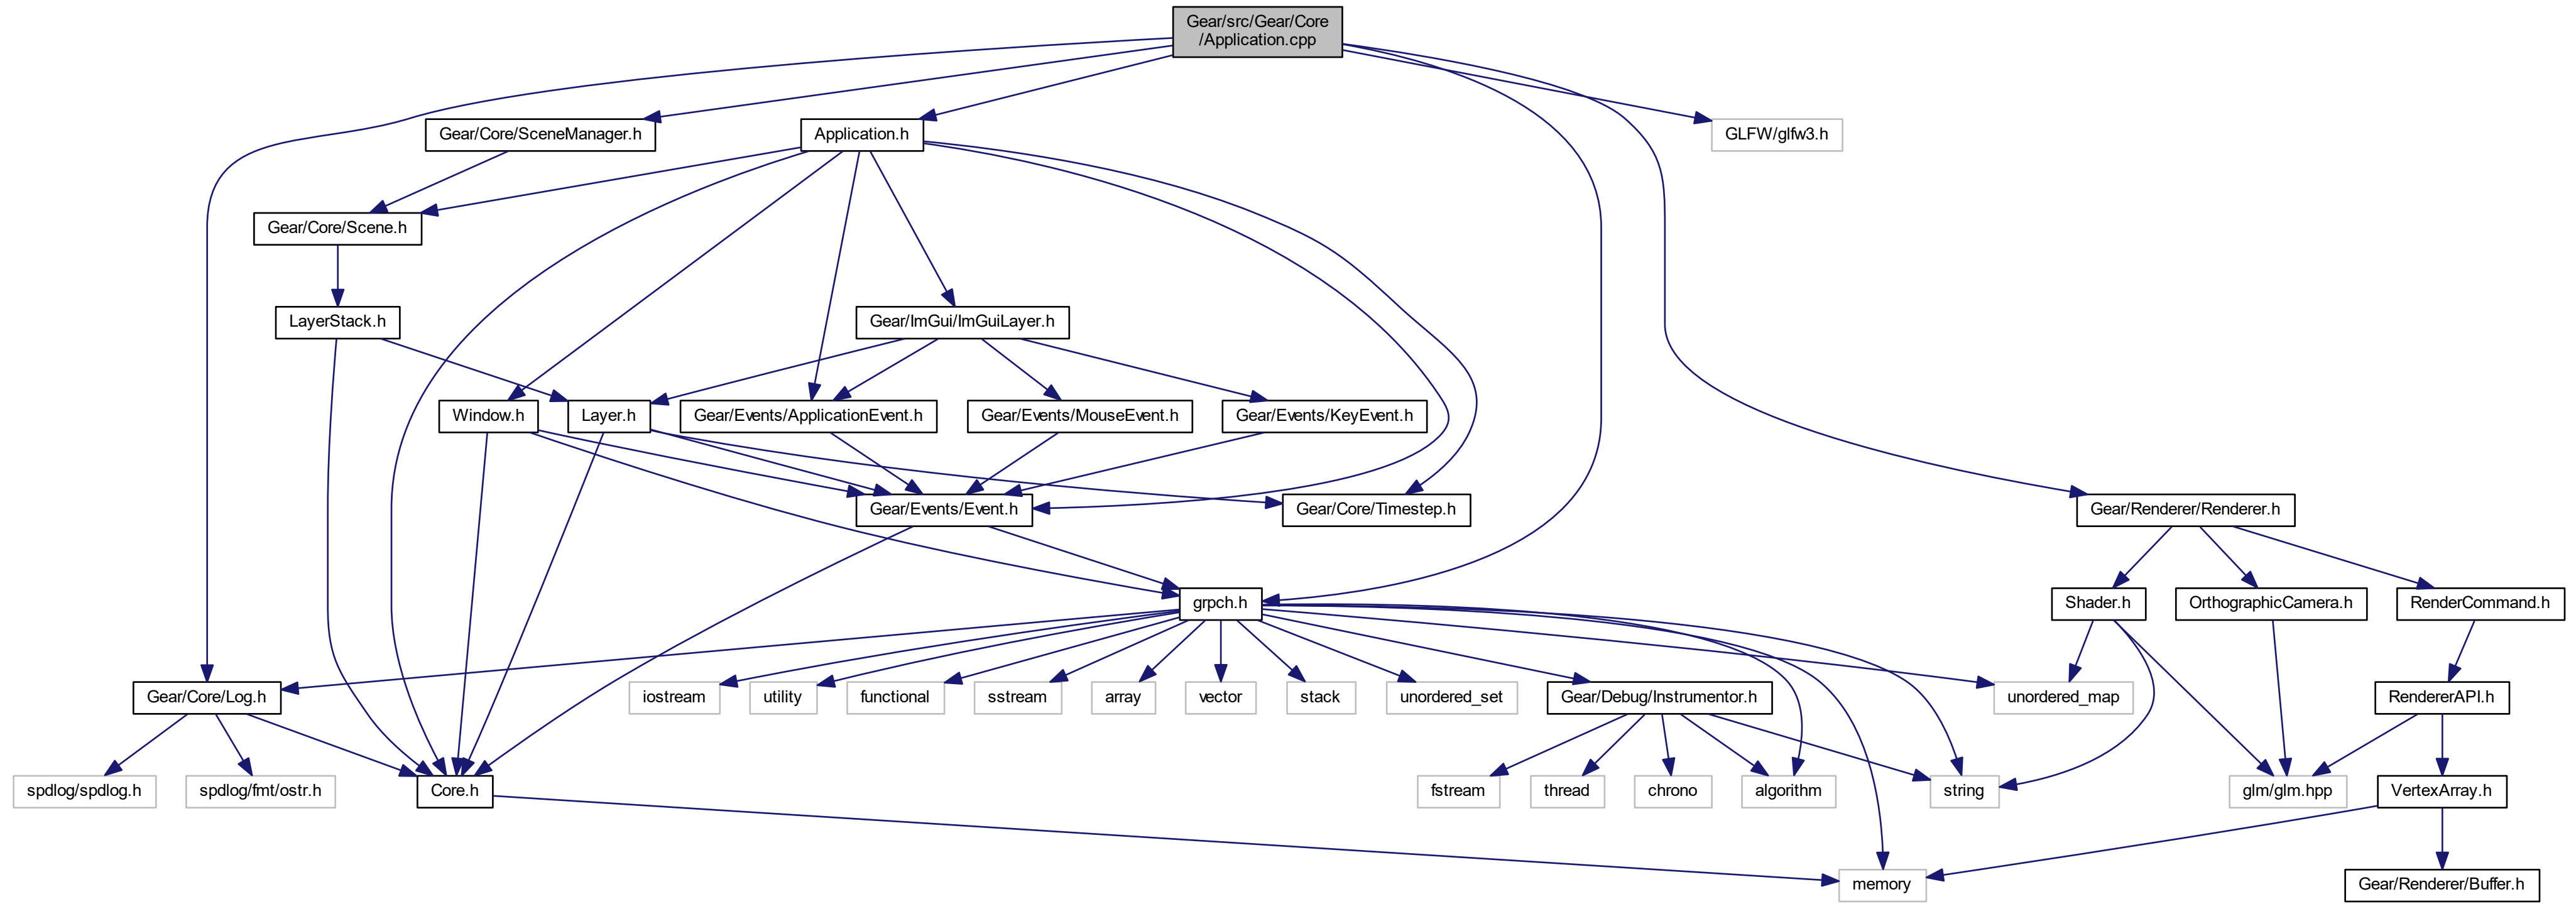 Gear/src/Gear/Core
/Application.cpp
Gear/Core/SceneManager.h
Application.h
GLFW/glfw3.h
Gear/Core/Scene.h
LayerStack.h
Gear/ImGui/ImGuiLayer.h
Window.h
Layer.h
Gear/Events/ApplicationEvent.h
Gear/Events/MouseEvent.h
Gear/Events/KeyEvent.h
Gear/Events/Event.h
Gear/Core/Timestep.h
Gear/Renderer/Renderer.h
grpch.h
Shader.h
OrthographicCamera.h
RenderCommand.h
Gear/Core/Log.h
iostream
utility
functional
sstream
array
vector
stack
unordered_set
Gear/Debug/Instrumentor.h
unordered_map
RendererAPI.h
spdlog/spdlog.h
spdlog/fmt/ostr.h
Core.h
fstream
thread
chrono
algorithm
string
glm/glm.hpp
VertexArray.h
memory
Gear/Renderer/Buffer.h